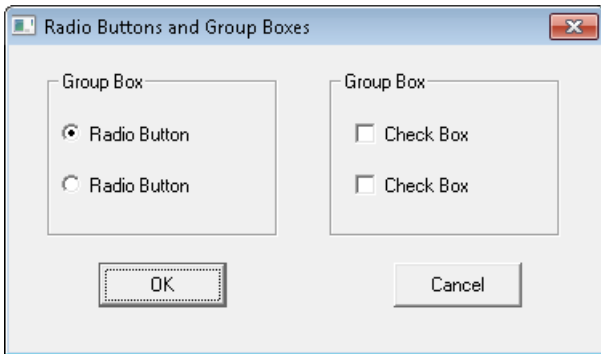 Radio Buttons and Group Boxes
Group Box
Radio Button
Radio Button
Group Box
Check Box
Check Box
OK
Cancel